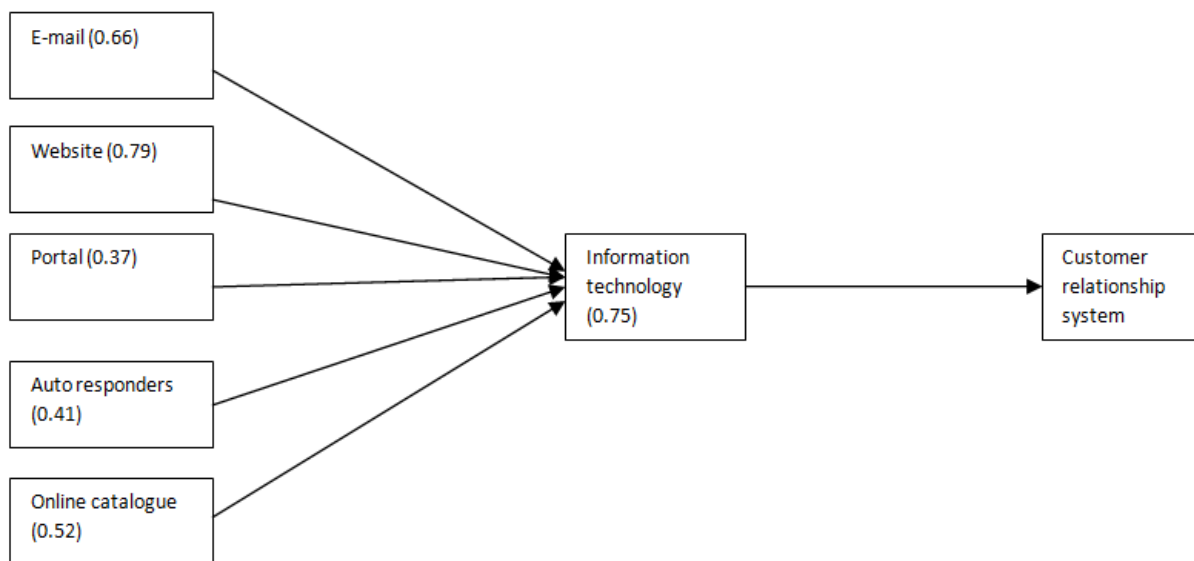 E-mail (0.66)
Website (0.79)
Portal (0.37)
Auto responders
(0.41)
Online catalogue
(0.52)
Information
technology
(0.75)
Customer
relationship
system